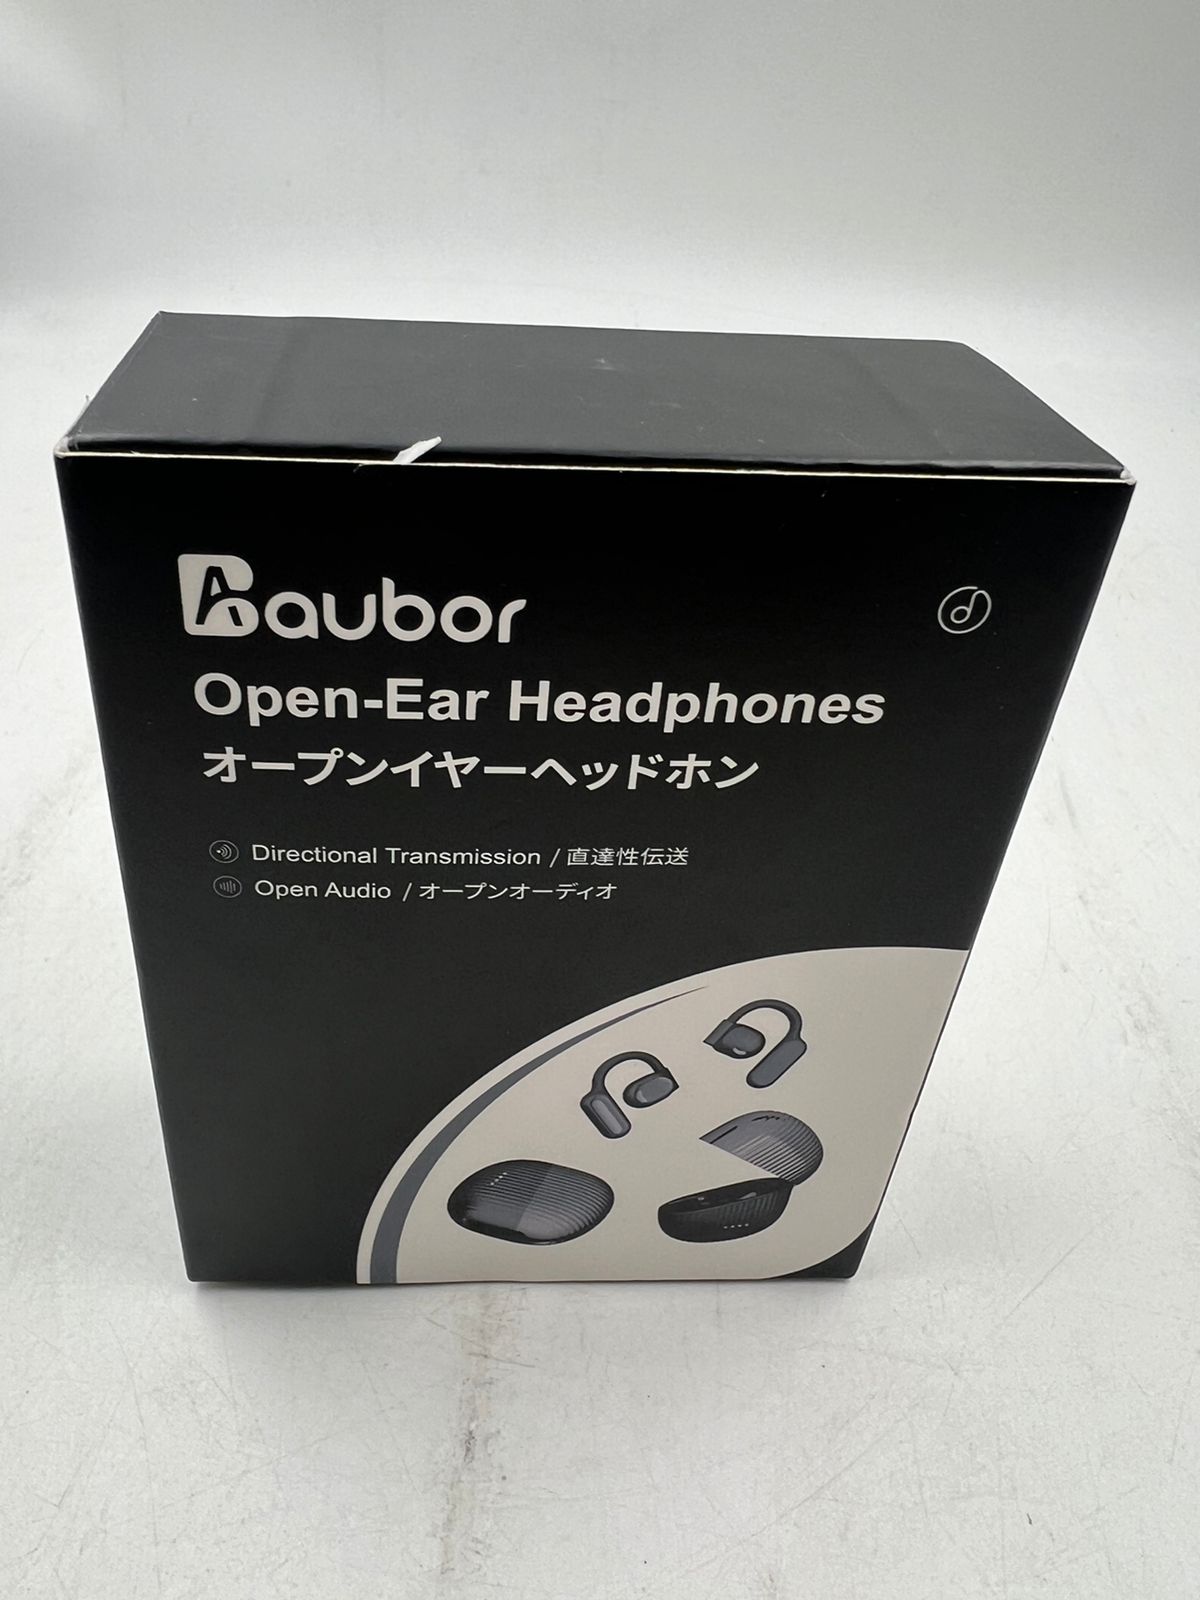 Baubor
Open-Ear Headphones
オープンイヤーヘッドホン
Directional Transmission / 直達性伝送
Open Audio / オープンオーディオ